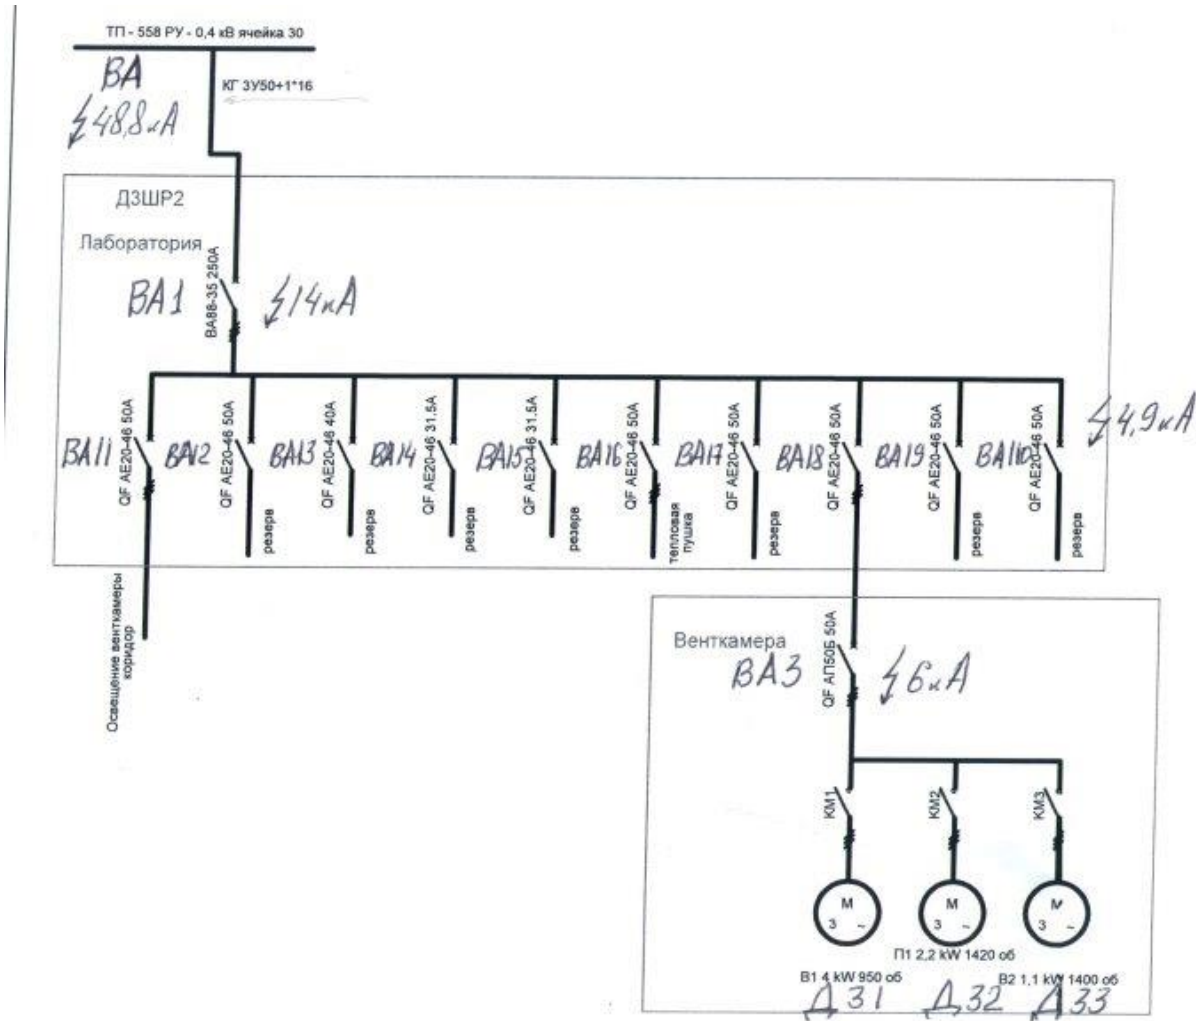 ТП - 558 РУ - 0,4 кВ ячейка 30
ВА
КГ 3У50+1*16
48,8кА
ДЗШР2
Лаборатория
ВА88-35 250А
ВА1
14кА
4,9кА
ВА11
QF АЕ20-46 50А
ВА12
QF АЕ20-46 50А
ВА13
QF АЕ20-46 40А
ВА14
QF АЕ20-46 31.5А
ВА15
QF АЕ20-46 31.5А
ВА16
QF АЕ20-46 50А
ВА17
QF АЕ20-46 50А
ВА18
QF АЕ20-46 50А
ВА19
QF АЕ20-46 50А
ВА110
QF АЕ20-46 50А
резерв
резерв
резерв
резерв
тепловая
пушка
резерв
резерв
резерв
Освещение венткамеры
коридор
Венткамера
QF АП50Б 50А
ВА3
6кА
КМ1
КМ2
КМ3
М
3 ~
М
3 ~
М
3 ~
П1 2,2 kW 1420 об
В1 4 kW 950 об
В2 1,1 kW 1400 об
Д31
Д32
Д33